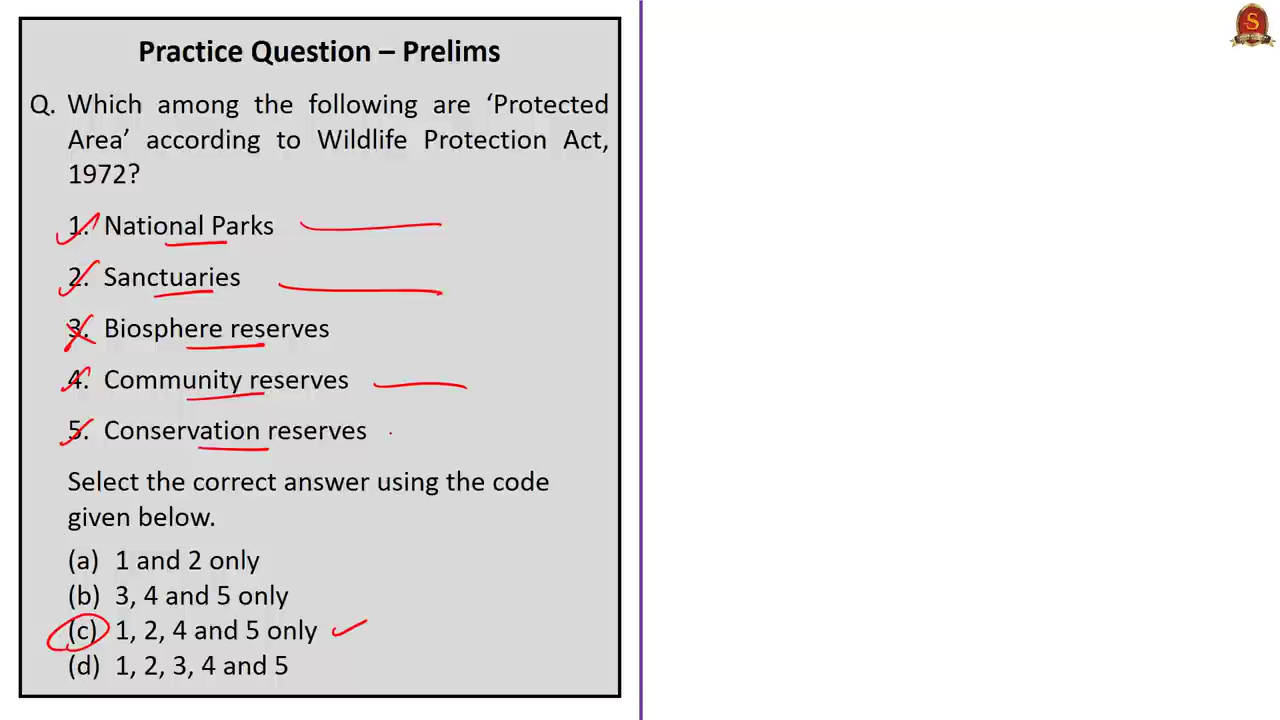 Practice Question – Prelims
Q. Which among the following are ‘Protected
Area’ according to Wildlife Protection Act,
1972?
1. National Parks
2. Sanctuaries
3. Biosphere reserves
4. Community reserves
5. Conservation reserves
Select the correct answer using the code
given below.
(a) 1 and 2 only
(b) 3, 4 and 5 only
(c) 1, 2, 4 and 5 only
(d) 1, 2, 3, 4 and 5
S